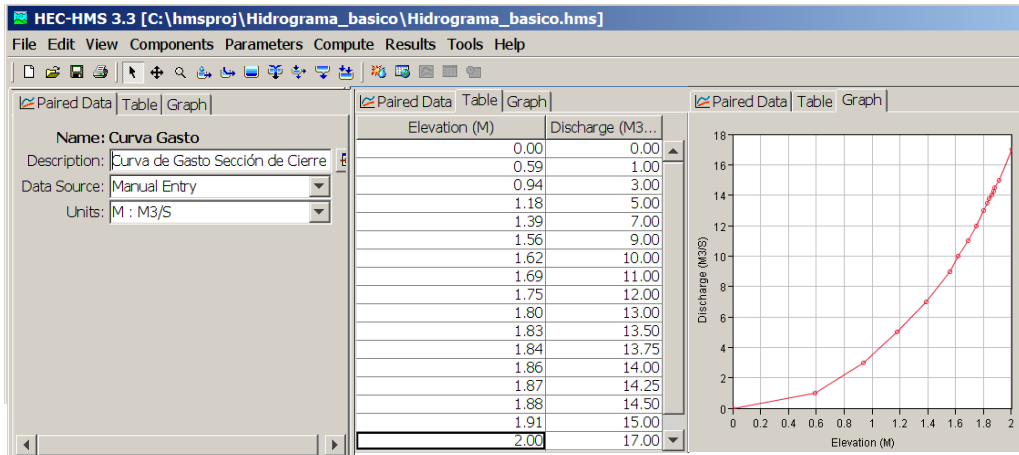 HEC-HMS 3.3 [C:\hmsproj\Hidrograma_basico\Hidrograma_basico.hms]
File Edit View Components Parameters Compute Results Tools Help
Paired Data Table Graph
Name: Curva Gasto
Description: Curva de Gasto Sección de Cierre
Data Source: Manual Entry
Units: M : M3/S
Paired Data Table Graph
Elevation (M) Discharge (M3...
0.00 0.00
0.59 1.00
0.94 3.00
1.18 5.00
1.39 7.00
1.56 9.00
1.62 10.00
1.69 11.00
1.75 12.00
1.80 13.00
1.83 13.50
1.84 13.75
1.86 14.00
1.87 14.25
1.88 14.50
1.91 15.00
2.00 17.00
Paired Data Table Graph
18
16
14
12
10
8
6
4
2
0
Discharge (M3/S)
0 0.2 0.4 0.6 0.8 1 1.2 1.4 1.6 1.8 2
Elevation (M)